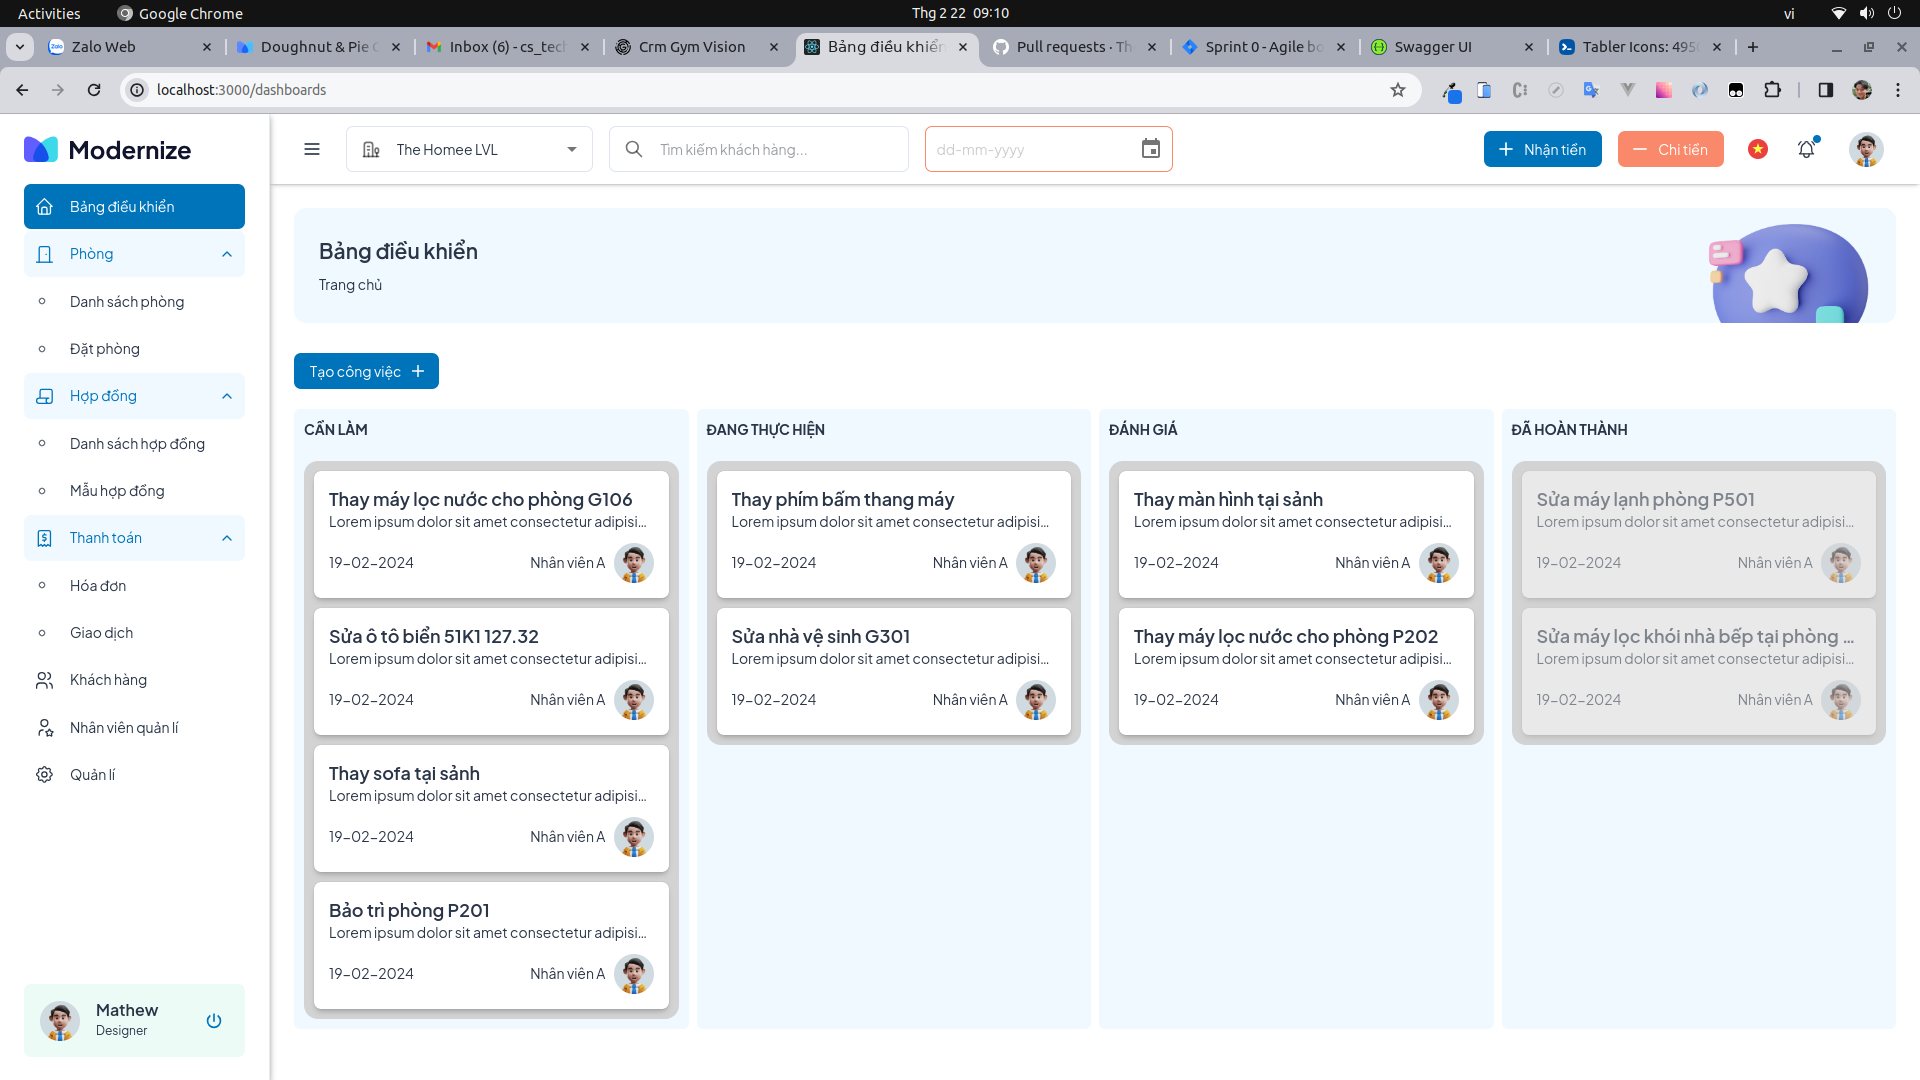 Activities
Google Chrome
Thg 2 22 09:10
vi
Zalo Web
Doughnut & Pie C
Inbox (6) - cs_tech
Crm Gym Vision
Bảng điều khiển
Pull requests · Th
Sprint 0 - Agile bo
Swagger UI
Tabler Icons: 495
localhost:3000/dashboards
Modernize
The Homee LVL
Tìm kiếm khách hàng...
dd-mm-yyyy
Nhận tiền
Chi tiền
Bảng điều khiển
Phòng
Danh sách phòng
Đặt phòng
Hợp đồng
Danh sách hợp đồng
Mẫu hợp đồng
Thanh toán
Hóa đơn
Giao dịch
Khách hàng
Nhân viên quản lí
Quản lí
Mathew
Designer
Bảng điều khiển
Trang chủ
Tạo công việc
CẦN LÀM
Thay máy lọc nước cho phòng G106
Lorem ipsum dolor sit amet consectetur adipisi...
19-02-2024
Nhân viên A
Sửa ô tô biển 51K1 127.32
Lorem ipsum dolor sit amet consectetur adipisi...
19-02-2024
Nhân viên A
Thay sofa tại sảnh
Lorem ipsum dolor sit amet consectetur adipisi...
19-02-2024
Nhân viên A
Bảo trì phòng P201
Lorem ipsum dolor sit amet consectetur adipisi...
19-02-2024
Nhân viên A
ĐANG THỰC HIỆN
Thay phím bấm thang máy
Lorem ipsum dolor sit amet consectetur adipisi...
19-02-2024
Nhân viên A
Sửa nhà vệ sinh G301
Lorem ipsum dolor sit amet consectetur adipisi...
19-02-2024
Nhân viên A
ĐÁNH GIÁ
Thay màn hình tại sảnh
Lorem ipsum dolor sit amet consectetur adipisi...
19-02-2024
Nhân viên A
Thay máy lọc nước cho phòng P202
Lorem ipsum dolor sit amet consectetur adipisi...
19-02-2024
Nhân viên A
ĐÃ HOÀN THÀNH
Sửa máy lạnh phòng P501
Lorem ipsum dolor sit amet consectetur adipisi...
19-02-2024
Nhân viên A
Sửa máy lọc khói nhà bếp tại phòng ...
Lorem ipsum dolor sit amet consectetur adipisi...
19-02-2024
Nhân viên A